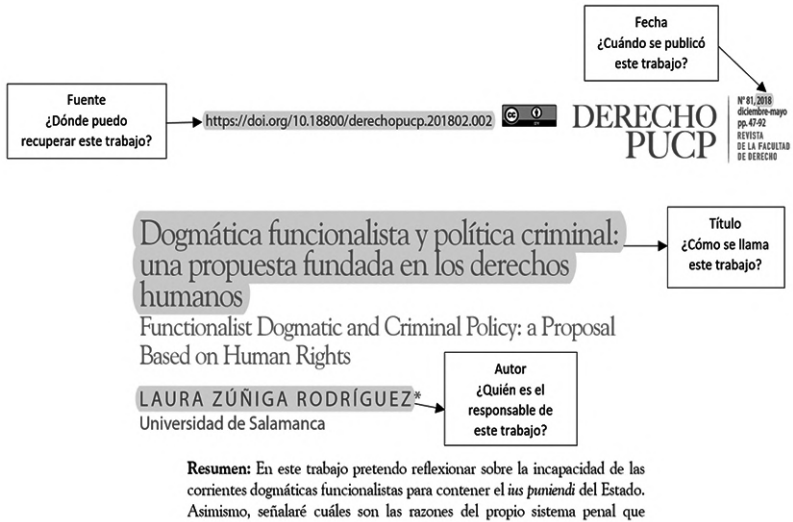 Fecha
¿Cuándo se publicó
este trabajo?
Fuente
¿Dónde puedo
recuperar este trabajo?
https://doi.org/10.18800/derechopucp.201802.002
DERECHO
PUCP
N° 81, 2018
diciembre-mayo
pp. 47-92
REVISTA
DE LA FACULTAD
DE DERECHO
Dogmática funcionalista y política criminal:
una propuesta fundada en los derechos
humanos
Título
¿Cómo se llama
este trabajo?
Functionalist Dogmatic and Criminal Policy: a Proposal
Based on Human Rights
LAURA ZÚÑIGA RODRÍGUEZ*
Universidad de Salamanca
Autor
¿Quién es el
responsable de
este trabajo?
Resumen: En este trabajo pretendo reflexionar sobre la incapacidad de las
corrientes dogmáticas funcionalistas para contener el ius puniendi del Estado.
Asimismo, señalaré cuáles son las razones del propio sistema penal que